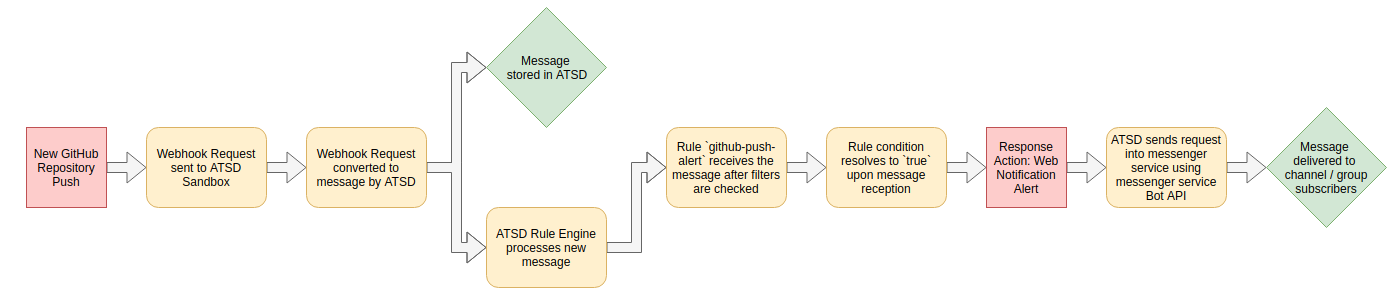 New GitHub
Repository
Push
Webhook Request
sent to ATSD
Sandbox
Webhook Request
converted to
message by ATSD
Message
stored in ATSD
ATSD Rule Engine
processes new
message
Rule `github-push-
alert` receives the
message after filters
are checked
Rule condition
resolves to `true`
upon message
reception
Response
Action: Web
Notification
Alert
ATSD sends request
into messenger
service using
messenger service
Bot API
Message
delivered to
channel / group
subscribers